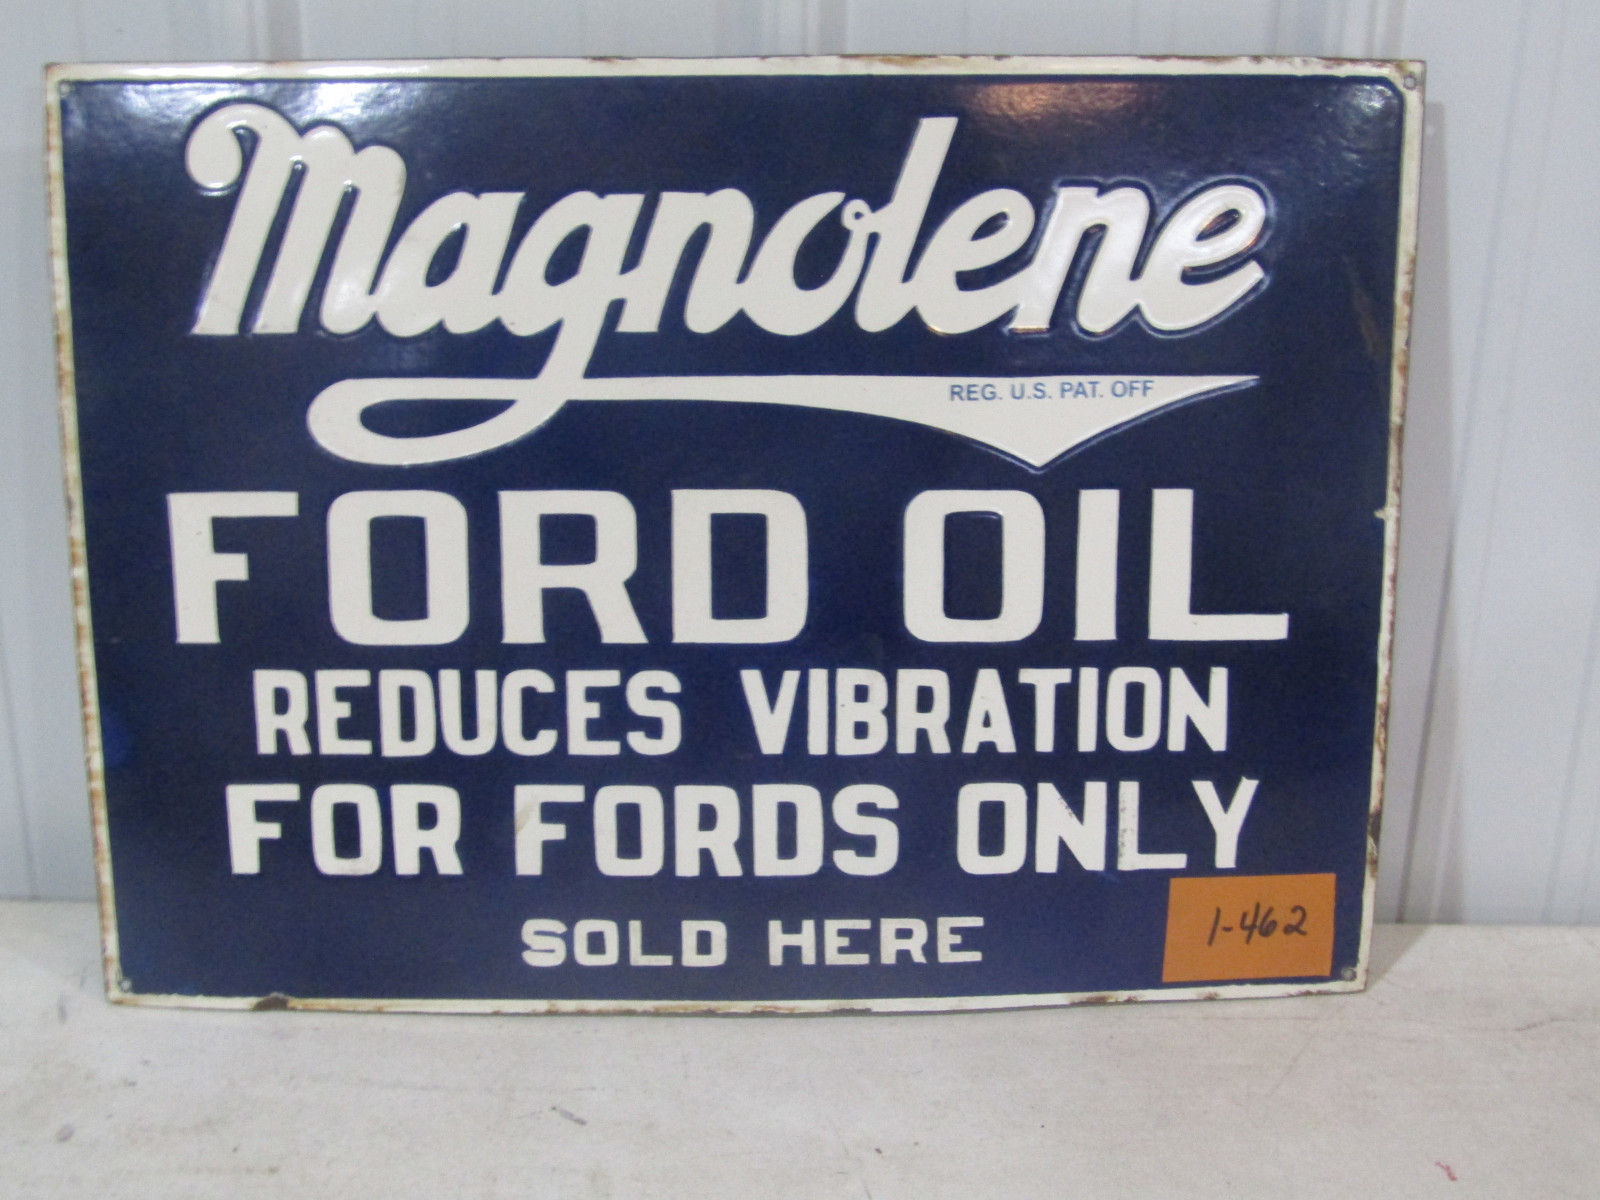 Magnolene
REG. U.S. PAT. OFF
FORD OIL
REDUCES VIBRATION
FOR FORDS ONLY
SOLD HERE
1-462